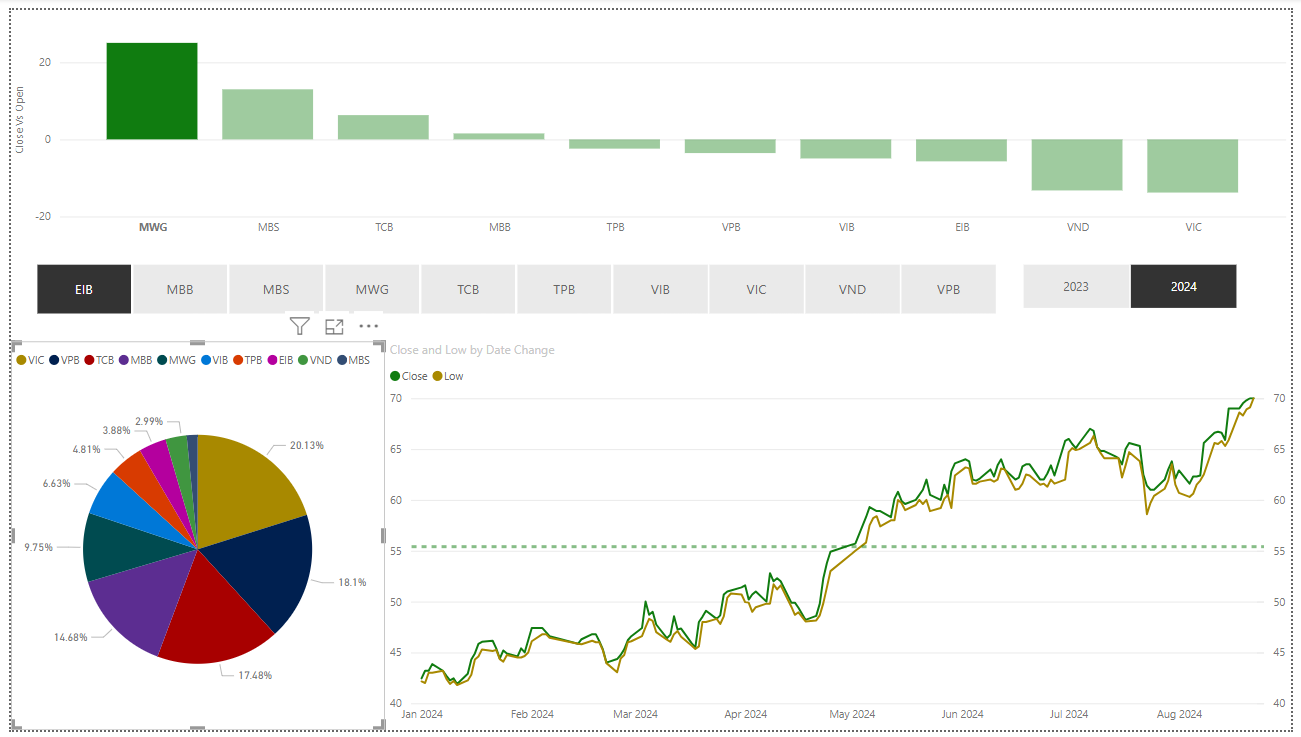 Close Vs Open
20
0
-20
MWG MBS TCB MBB TPB VPB VIB EIB VND VIC
EIB MBB MBS MWG TCB TPB VIB VIC VND VPB 2023 2024
VIC VPB TCB MBB MWG VIB TPB EIB VND MBS
2.99%
3.88%
4.81%
6.63%
9.75%
14.68%
17.48%
18.1%
20.13%
Close and Low by Date Change
Close Low
70 70
65 65
60 60
55 55
50 50
45 45
40 40
Jan 2024 Feb 2024 Mar 2024 Apr 2024 May 2024 Jun 2024 Jul 2024 Aug 2024